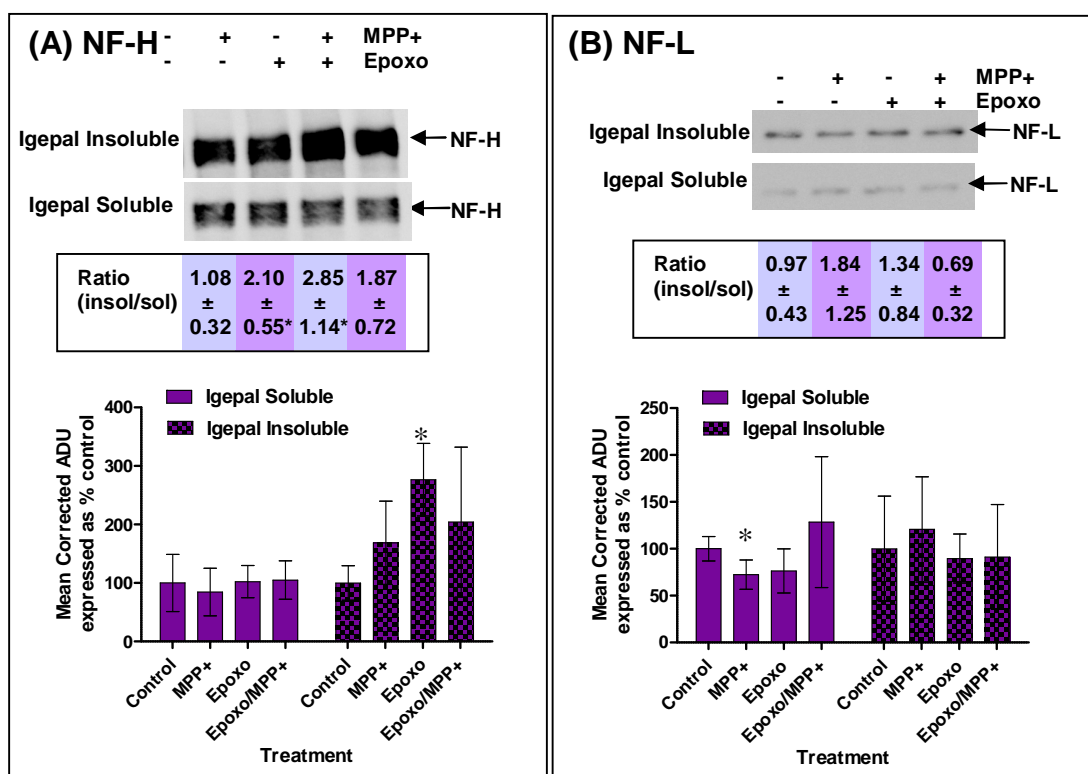 (A) NF-H
- + - + MPP+
- - + + Epoxo
Igepal Insoluble
NF-H
Igepal Soluble
NF-H
Ratio (insol/sol)
1.08 ± 0.32
2.10 ± 0.55*
2.85 ± 1.14*
1.87 ± 0.72
Igepal Soluble
Igepal Insoluble
Mean Corrected ADU
expressed as % control
400
300
200
100
0
*
Control
MPP+
Epoxo
Epoxo/MPP+
Control
MPP+
Epoxo
Epoxo/MPP+
Treatment
(B) NF-L
- + - + MPP+
- - + + Epoxo
Igepal Insoluble
NF-L
Igepal Soluble
NF-L
Ratio (insol/sol)
0.97 ± 0.43
1.84 ± 1.25
1.34 ± 0.84
0.69 ± 0.32
Igepal Soluble
Igepal Insoluble
Mean Corrected ADU
expressed as % control
250
200
150
100
50
0
*
Control
MPP+
Epoxo
Epoxo/MPP+
Control
MPP+
Epoxo
Epoxo/MPP+
Treatment